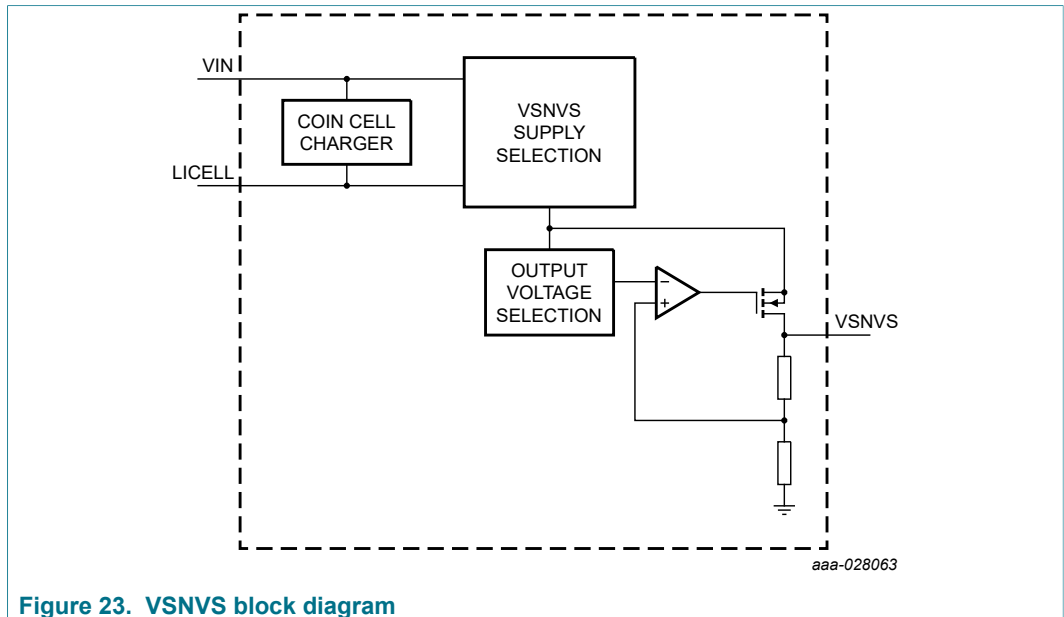 VIN
COIN CELL
CHARGER
LICELL
VSNVS
SUPPLY
SELECTION
OUTPUT
VOLTAGE
SELECTION
−
+
VSNVS
aaa-028063
Figure 23. VSNVS block diagram